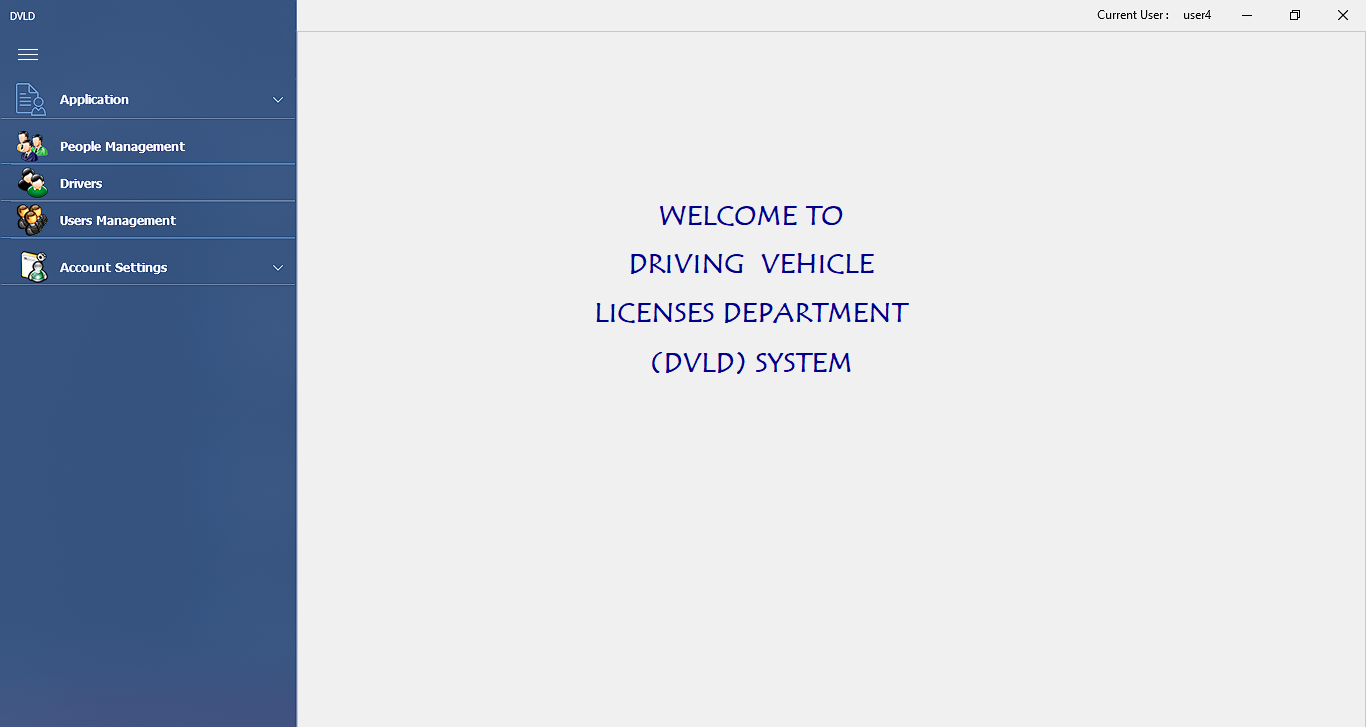 DVLD
Current User : user4
Application
People Management
Drivers
Users Management
Account Settings
WELCOME TO
DRIVING VEHICLE
LICENSES DEPARTMENT
(DVLD) SYSTEM